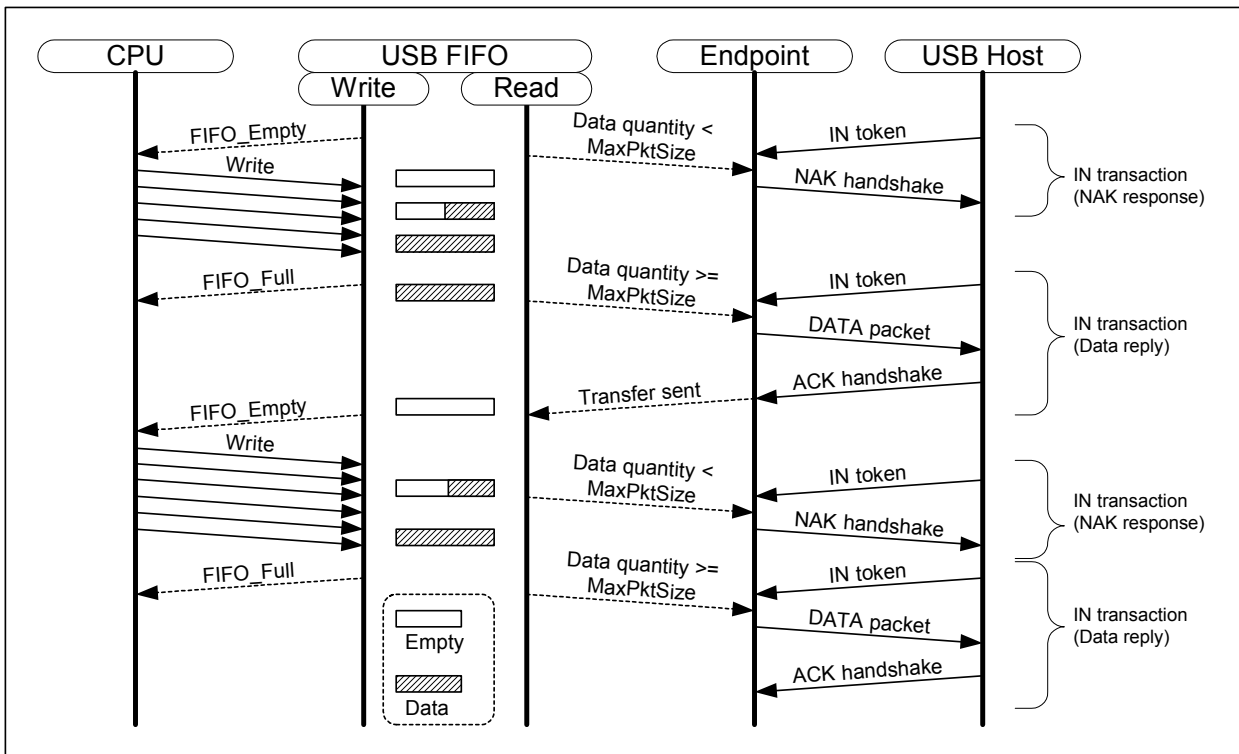 CPU
USB FIFO
Endpoint
USB Host
Write
Read
FIFO_Empty
Data quantity <
MaxPktSize
IN token
Write
NAK handshake
IN transaction
(NAK response)
FIFO_Full
Data quantity >=
MaxPktSize
IN token
DATA packet
IN transaction
(Data reply)
ACK handshake
Transfer sent
FIFO_Empty
Write
Data quantity <
MaxPktSize
IN token
NAK handshake
IN transaction
(NAK response)
FIFO_Full
Data quantity >=
MaxPktSize
IN token
DATA packet
IN transaction
(Data reply)
ACK handshake
Empty
Data